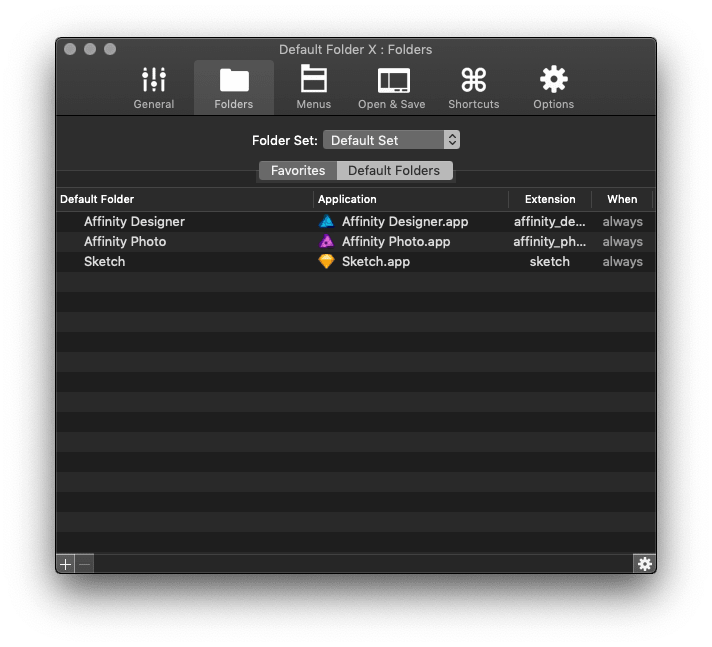 Default Folder X : Folders
General Folders Menus Open & Save Shortcuts Options
Folder Set: Default Set
Favorites Default Folders
Default Folder Application Extension When
Affinity Designer Affinity Designer.app affinity_de... always
Affinity Photo Affinity Photo.app affinity_ph... always
Sketch Sketch.app sketch always